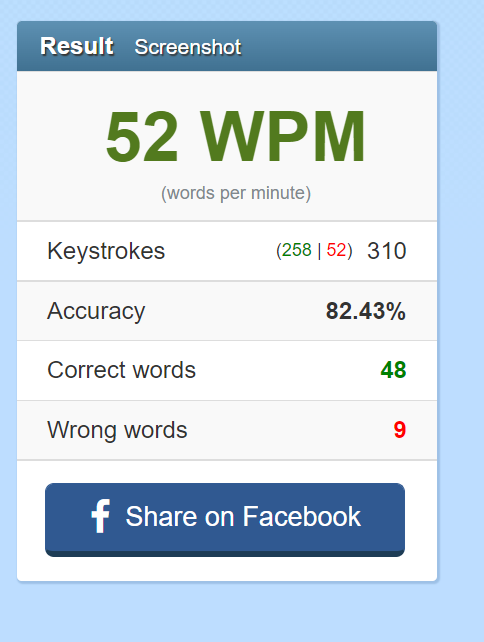 Result Screenshot
52 WPM
(words per minute)
Keystrokes (258 | 52) 310
Accuracy 82.43%
Correct words 48
Wrong words 9
Share on Facebook